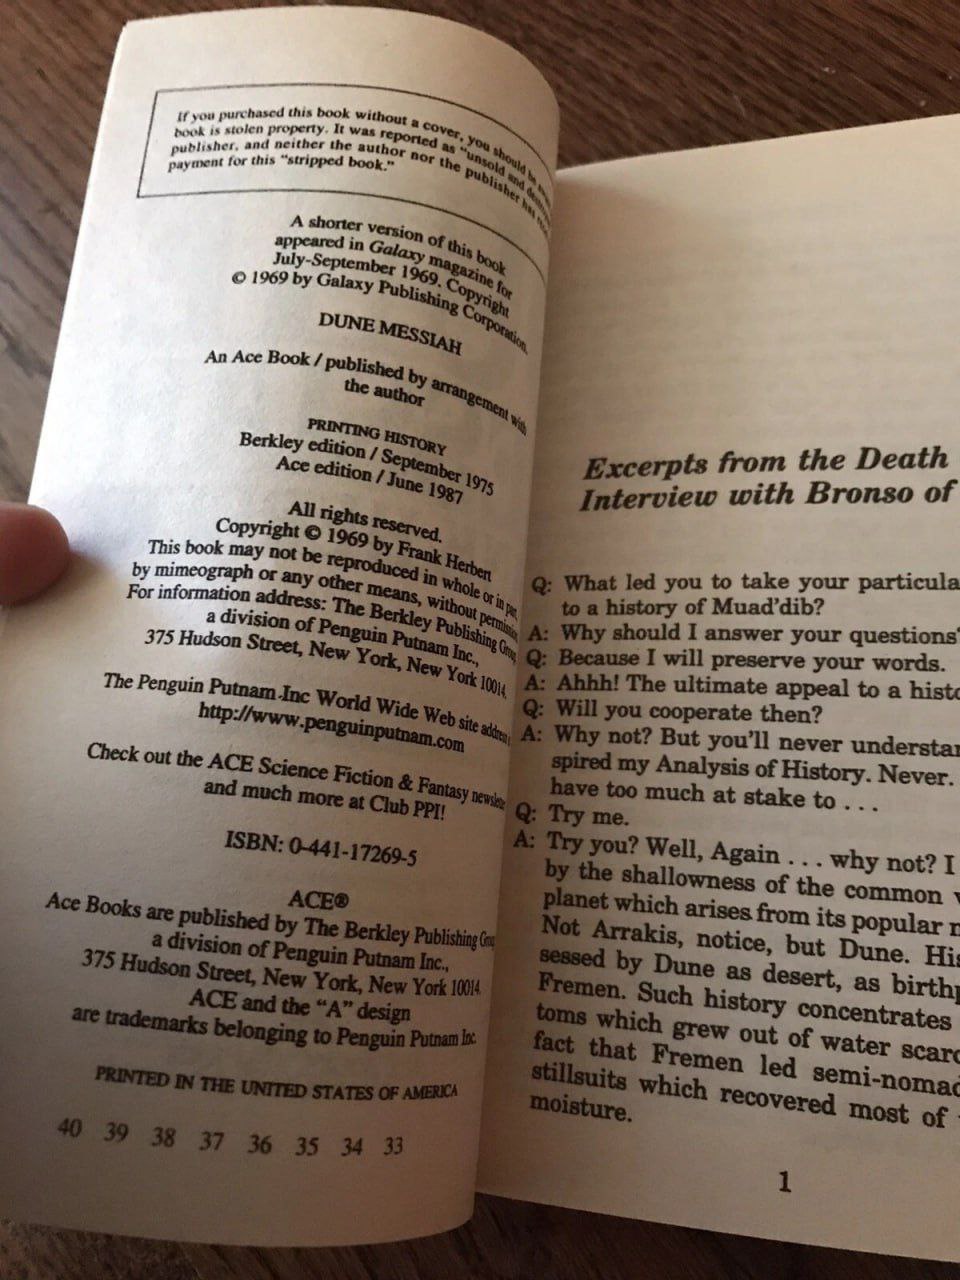 If you purchased this book without a cover, you should be
book is stolen property. It was reported as "unsold and destroyed
publisher, and neither the author nor the publisher has
payment for this "stripped book."
A shorter version of this book
appeared in Galaxy magazine for
July-September 1969. Copyright
© 1969 by Galaxy Publishing Corporation.
DUNE MESSIAH
An Ace Book / published by arrangement with
the author
PRINTING HISTORY
Berkley edition / September 1975
Ace edition / June 1987
All rights reserved.
Copyright © 1969 by Frank Herbert
This book may not be reproduced in whole or in part,
by mimeograph or any other means, without permission
For information address: The Berkley Publishing Group
a division of Penguin Putnam Inc.,
375 Hudson Street, New York, New York 10014.
The Penguin Putnam Inc World Wide Web site address
http://www.penguinputnam.com
Check out the ACE Science Fiction & Fantasy newsletter
and much more at Club PPI!
ISBN: 0-441-17269-5
ACE®
Ace Books are published by The Berkley Publishing Group
a division of Penguin Putnam Inc.,
375 Hudson Street, New York, New York 10014.
ACE and the "A" design
are trademarks belonging to Penguin Putnam Inc.
PRINTED IN THE UNITED STATES OF AMERICA
40 39 38 37 36 35 34 33
Excerpts from the Death
Interview with Bronso of
Q: What led you to take your particula
to a history of Muad'dib?
A: Why should I answer your questions?
Q: Because I will preserve your words.
A: Ahhh! The ultimate appeal to a histo
Q: Will you cooperate then?
A: Why not? But you'll never understan
spired my Analysis of History. Never.
have too much at stake to . . .
Q: Try me.
A: Try you? Well, Again . . . why not? I
by the shallowness of the common v
planet which arises from its popular n
Not Arrakis, notice, but Dune. His
sessed by Dune as desert, as birthp
Fremen. Such history concentrates
toms which grew out of water scarc
fact that Fremen led semi-nomad
stillsuits which recovered most of
moisture.
1